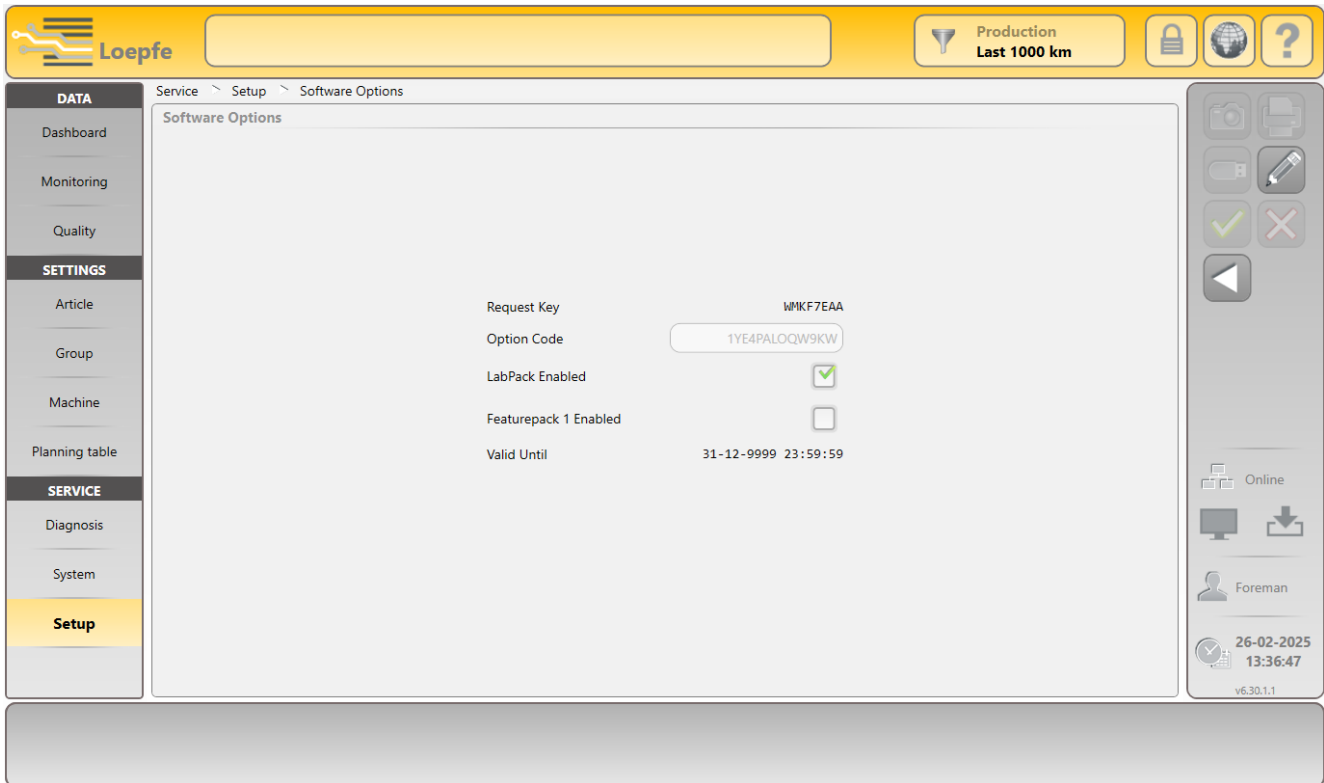 Loepfe
Production
Last 1000 km
?
DATA
Dashboard
Monitoring
Quality
SETTINGS
Article
Group
Machine
Planning table
SERVICE
Diagnosis
System
Setup
Service > Setup > Software Options
Software Options
Request Key WMKF7EAA
Option Code 1YE4PALOQW9KW
LabPack Enabled
Featurepack 1 Enabled
Valid Until 31-12-9999 23:59:59
Online
Foreman
26-02-2025
13:36:47
v6.30.1.1